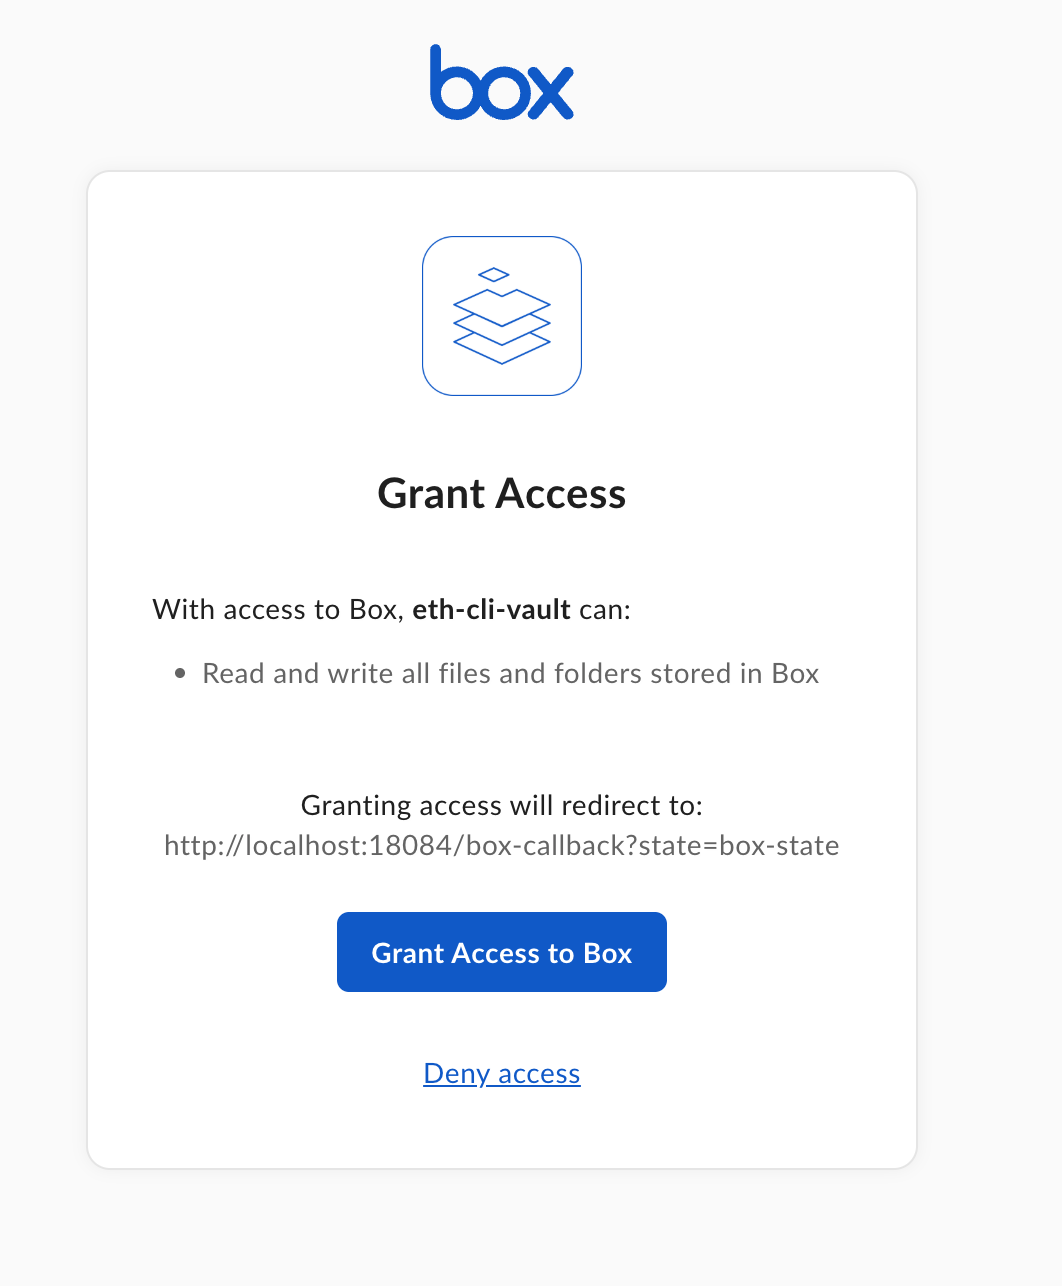 box
Grant Access
With access to Box, eth-cli-vault can:
• Read and write all files and folders stored in Box
Granting access will redirect to:
http://localhost:18084/box-callback?state=box-state
Grant Access to Box
Deny access